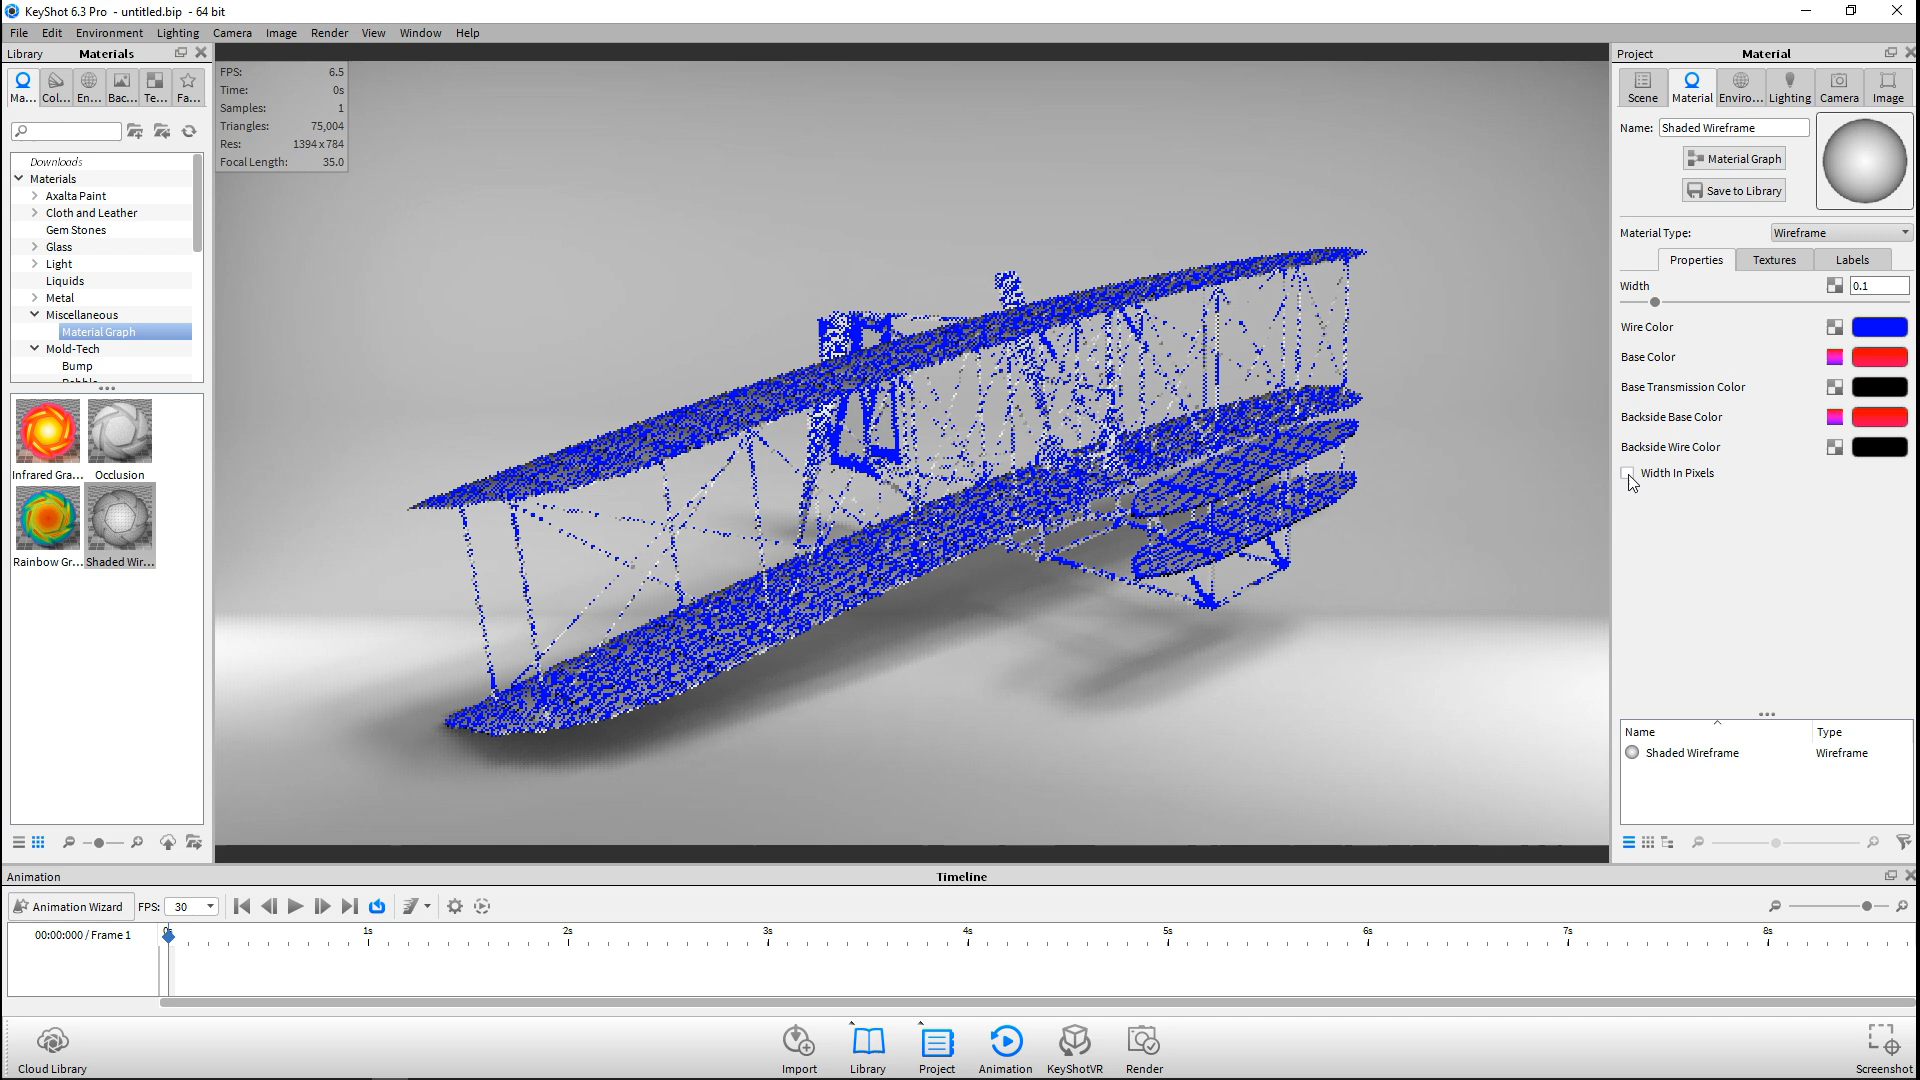 KeyShot 6.3 Pro - untitled.bip - 64 bit
File Edit Environment Lighting Camera Image Render View Window Help
Library Materials
Ma... Col... En... Bac... Te... Fa...
Downloads
Materials
Axalta Paint
Cloth and Leather
Gem Stones
Glass
Light
Liquids
Metal
Miscellaneous
Material Graph
Mold-Tech
Bump
Infrared Gra... Occlusion
Rainbow Gr... Shaded Wir...
FPS: 6.5
Time: 0s
Samples: 1
Triangles: 75,004
Res: 1394 x 784
Focal Length: 35.0
Project Material
Scene Material Enviro... Lighting Camera Image
Name: Shaded Wireframe
Material Graph
Save to Library
Material Type: Wireframe
Properties Textures Labels
Width 0.1
Wire Color
Base Color
Base Transmission Color
Backside Base Color
Backside Wire Color
Width In Pixels
Name Type
Shaded Wireframe Wireframe
Animation Timeline
Animation Wizard FPS: 30
00:00:000 / Frame 1
0s 1s 2s 3s 4s 5s 6s 7s 8s
Cloud Library Import Library Project Animation KeyShotVR Render Screenshot